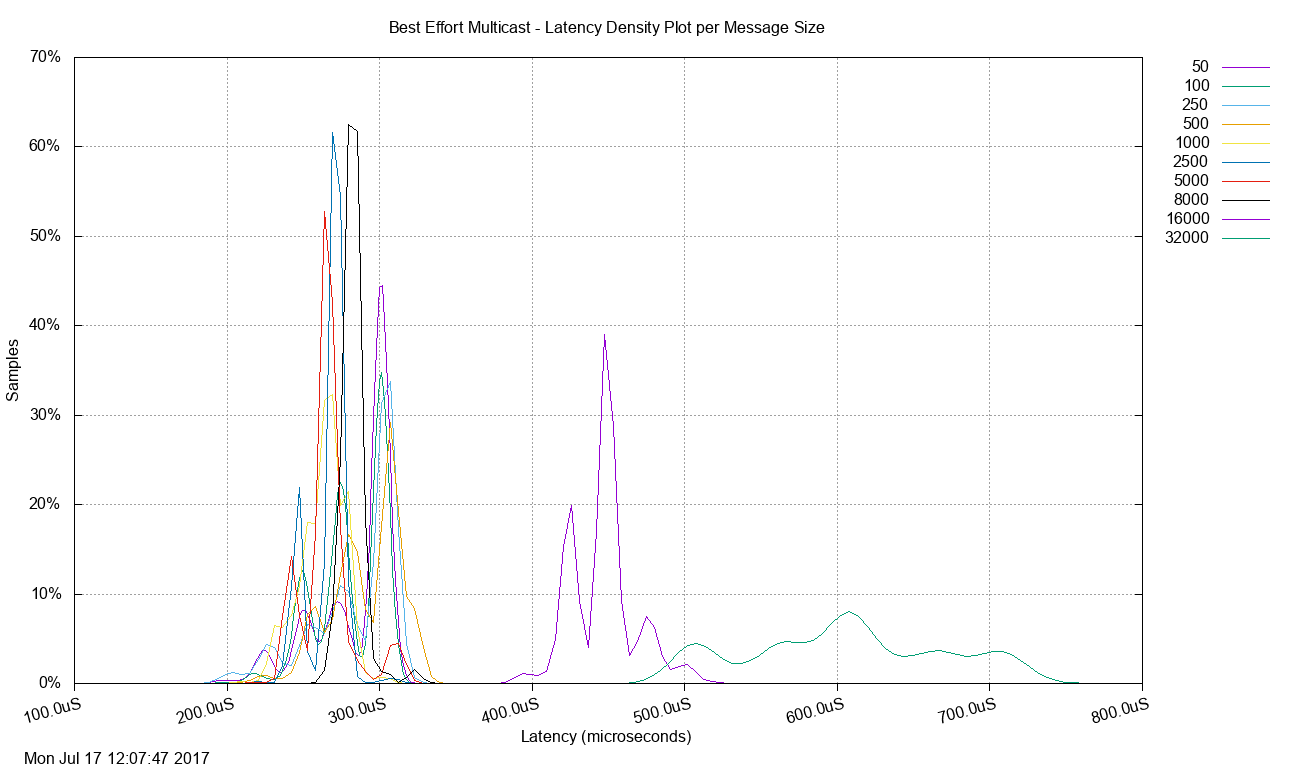 Best Effort Multicast - Latency Density Plot per Message Size
70%
60%
50%
40%
30%
20%
10%
0%
Samples
100.0uS
200.0uS
300.0uS
400.0uS
500.0uS
600.0uS
700.0uS
800.0uS
Latency (microseconds)
50
100
250
500
1000
2500
5000
8000
16000
32000
Mon Jul 17 12:07:47 2017